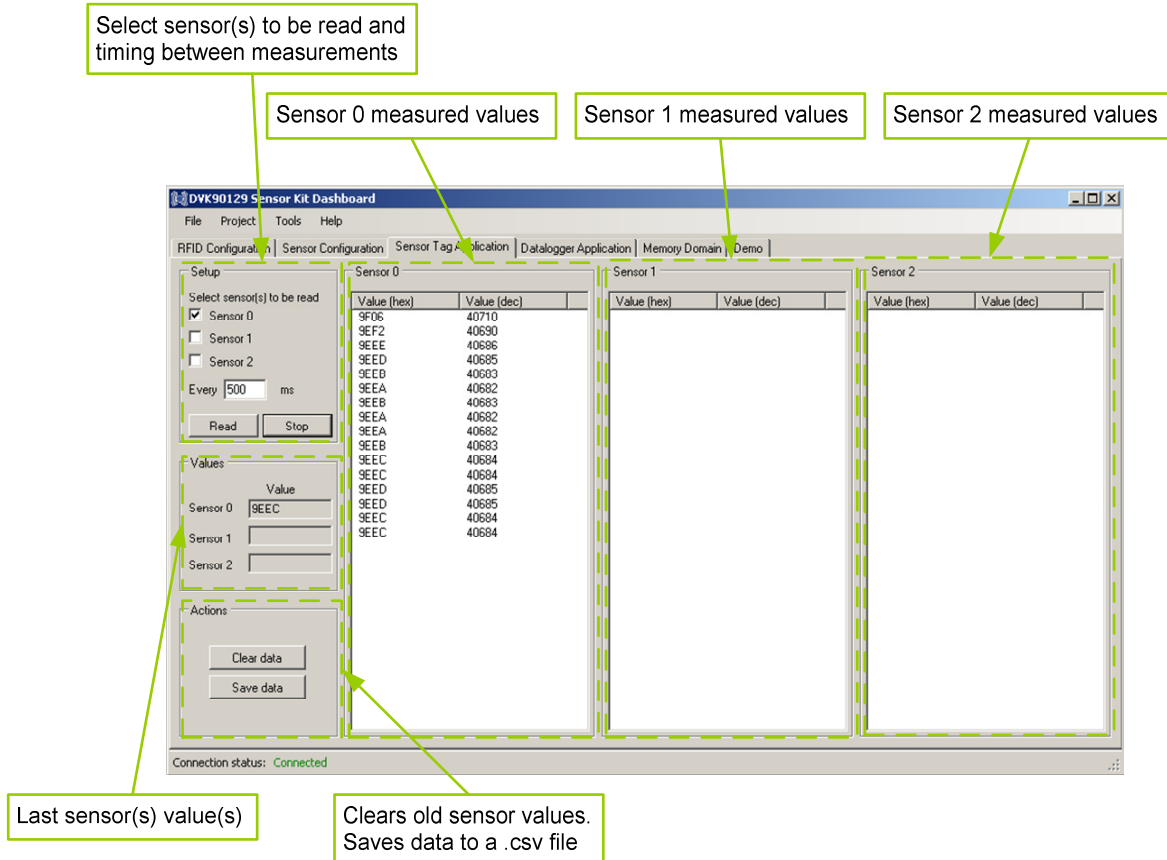 Select sensor(s) to be read and
timing between measurements
Sensor 0 measured values
Sensor 1 measured values
Sensor 2 measured values
DVK90129 Sensor Kit Dashboard
File Project Tools Help
RFID Configuration Sensor Configuration Sensor Tag Application Datalogger Application Memory Domain Demo
Setup
Select sensor(s) to be read
Sensor 0
Sensor 1
Sensor 2
Every 500 ms
Read Stop
Values
Value
Sensor 0 9EEC
Sensor 1
Sensor 2
Actions
Clear data
Save data
Sensor 0
Value (hex) Value (dec)
9F06 40710
9EF2 40690
9EEE 40686
9EED 40685
9EEB 40683
9EEA 40682
9EEB 40683
9EEA 40682
9EEA 40682
9EEB 40683
9EEC 40684
9EEC 40684
9EED 40685
9EED 40685
9EEC 40684
9EEC 40684
Sensor 1
Value (hex) Value (dec)
Sensor 2
Value (hex) Value (dec)
Connection status: Connected
Last sensor(s) value(s)
Clears old sensor values.
Saves data to a .csv file